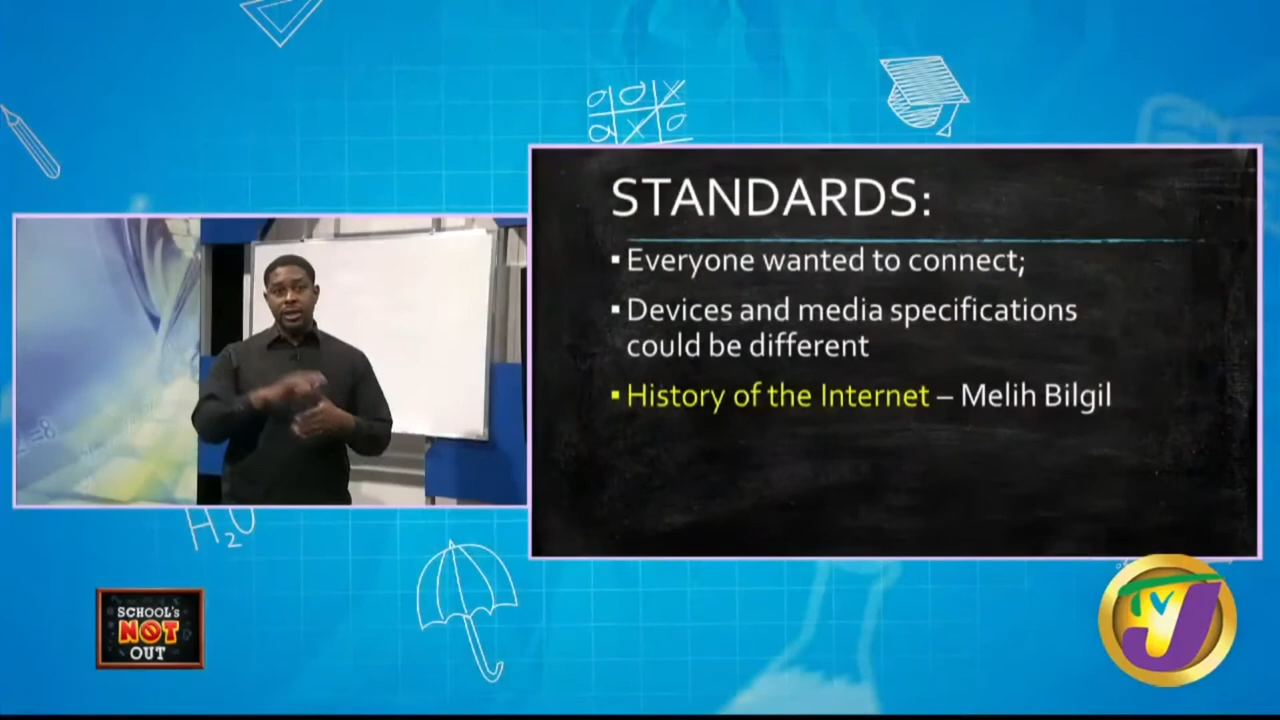 STANDARDS:
▪ Everyone wanted to connect;
▪ Devices and media specifications
could be different
▪ History of the Internet – Melih Bilgil
=8
H₂O
SCHOOL's
NOT
OUT
TVJ